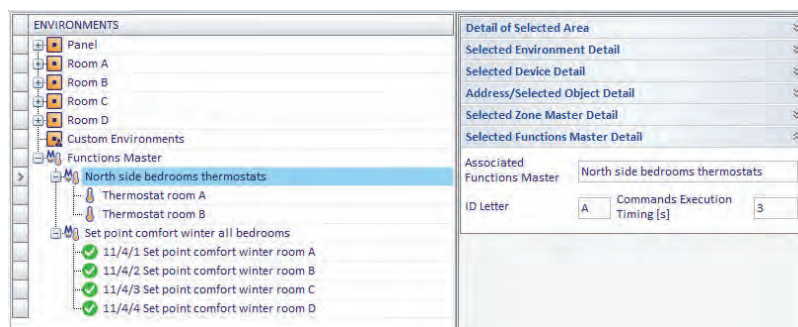 ENVIRONMENTS
Panel
Room A
Room B
Room C
Room D
Custom Environments
Functions Master
North side bedrooms thermostats
Thermostat room A
Thermostat room B
Set point comfort winter all bedrooms
11/4/1 Set point comfort winter room A
11/4/2 Set point comfort winter room B
11/4/3 Set point comfort winter room C
11/4/4 Set point comfort winter room D
Detail of Selected Area
Selected Environment Detail
Selected Device Detail
Address/Selected Object Detail
Selected Zone Master Detail
Selected Functions Master Detail
Associated
Functions Master
North side bedrooms thermostats
ID Letter
A
Commands Execution
Timing [s]
3